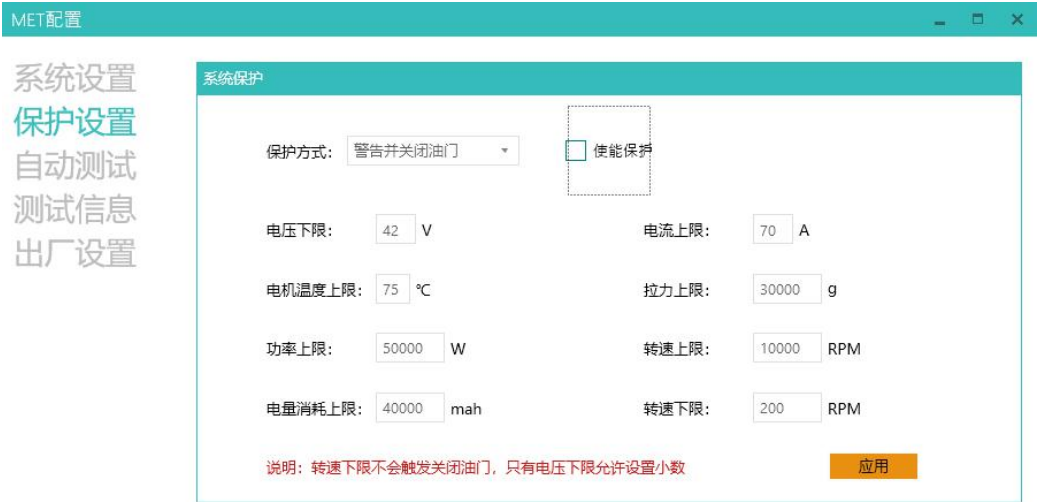 MET配置
系统设置
保护设置
自动测试
测试信息
出厂设置
系统保护
保护方式： 警告并关闭油门 使能保护
电压下限： 42 V 电流上限： 70 A
电机温度上限： 75 ℃ 拉力上限： 30000 g
功率上限： 50000 W 转速上限： 10000 RPM
电量消耗上限： 40000 mah 转速下限： 200 RPM
说明：转速下限不会触发关闭油门，只有电压下限允许设置小数 应用